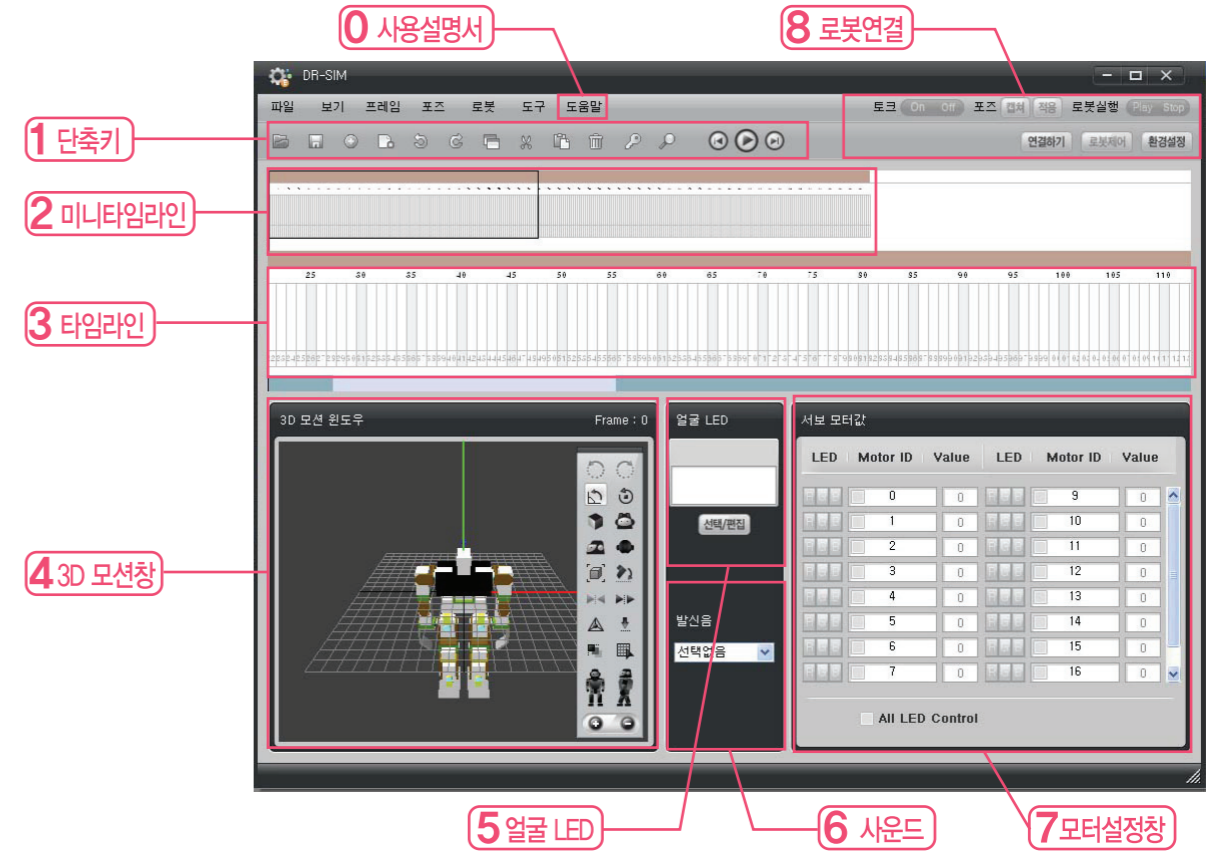 0 사용설명서
8 로봇연결
DR-SIM
파일 보기 프레임 포즈 로봇 도구 도움말
토크 On Off 포즈 캡쳐 적용 로봇실행 Play Stop
1 단축키
연결하기 로봇제어 환경설정
2 미니타임라인
25 30 35 40 45 50 55 60 65 70 75 80 85 90 95 100 105 110
3 타임라인
3D 모션 윈도우 Frame : 0
얼굴 LED
서보 모터값
LED Motor ID Value LED Motor ID Value
0 0 9 0
선택/편집
1 0 10 0
2 0 11 0
4 3D 모션창
3 0 12 0
4 0 13 0
발신음
5 0 14 0
선택없음
6 0 15 0
7 0 16 0
All LED Control
5 얼굴 LED
6 사운드
7 모터설정창